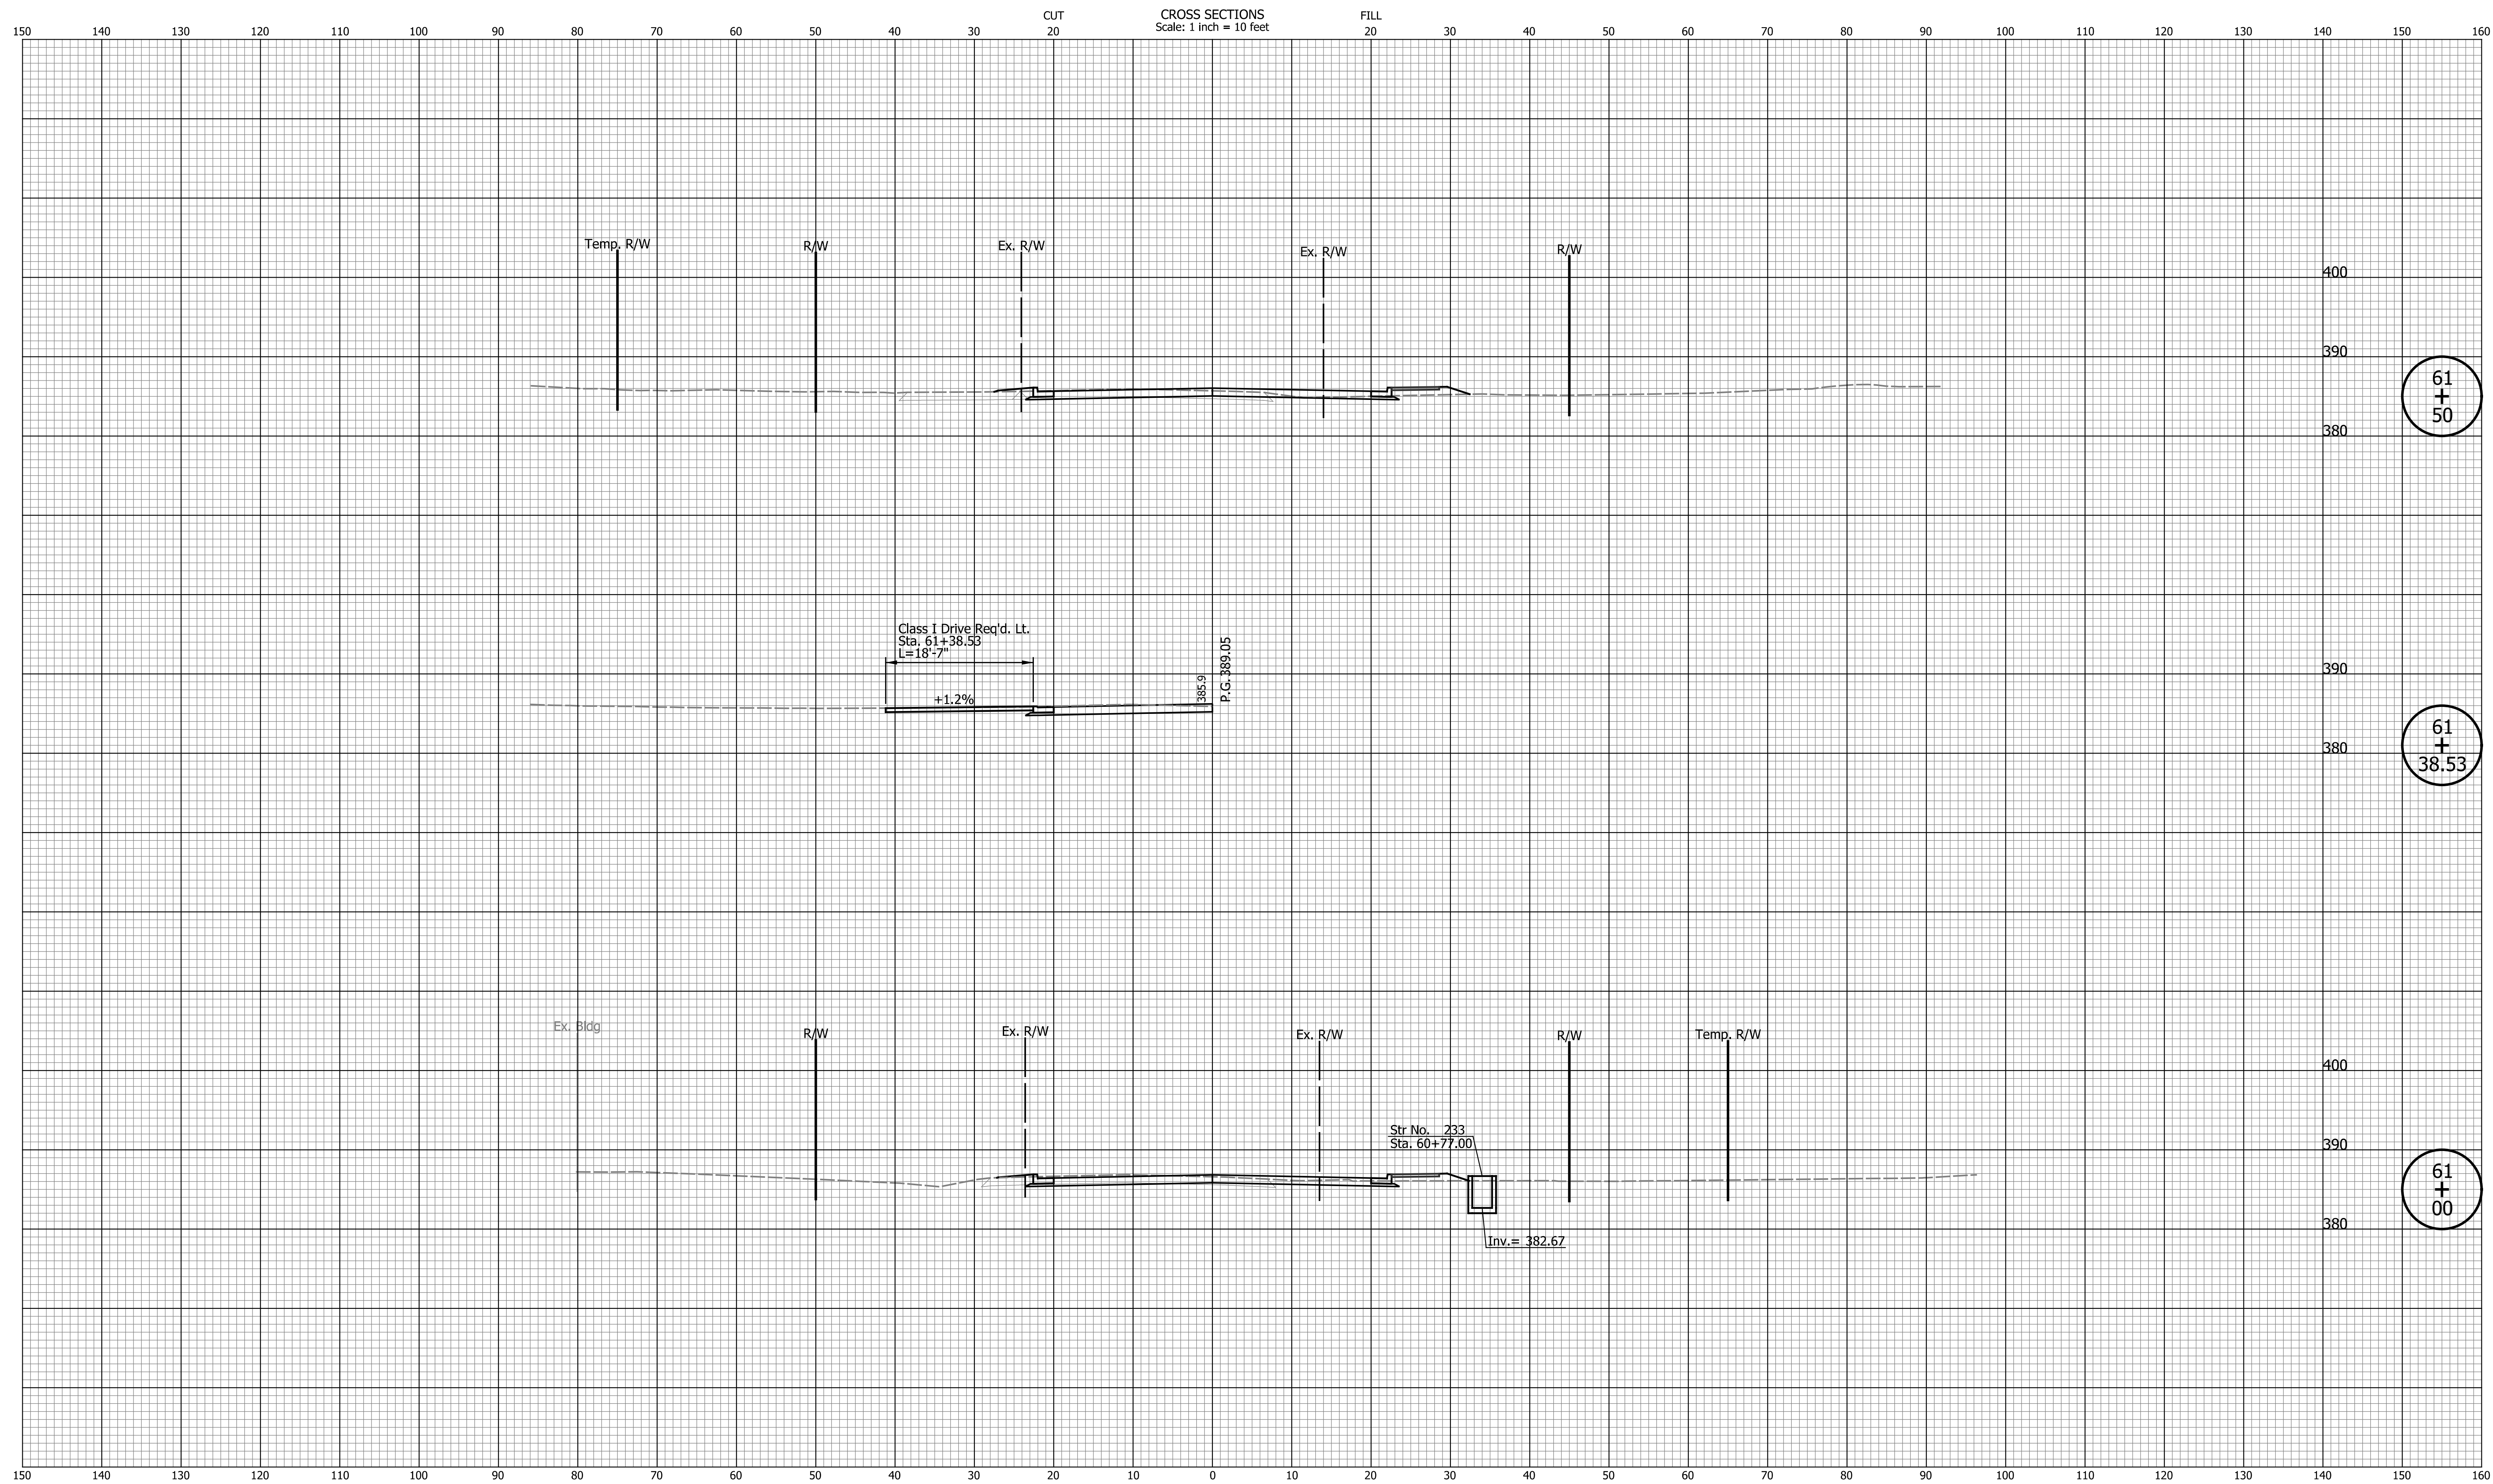 CUT CROSS SECTIONS FILL
Scale: 1 inch = 10 feet
150 140 130 120 110 100 90 80 70 60 50 40 30 20 20 30 40 50 60 70 80 90 100 110 120 130 140 150 160
Temp. R/W R/W Ex. R/W Ex. R/W R/W
400
390
380
61
+
50
Class I Drive Req'd. Lt.
Sta. 61+38.53
L=18'-7"
+1.2%
385.9
P.G. 389.05
390
380
61
+
38.53
Ex. Bldg
R/W Ex. R/W Ex. R/W R/W Temp. R/W
400
390
380
Str No. 233
Sta. 60+77.00
Inv.= 382.67
61
+
00
150 140 130 120 110 100 90 80 70 60 50 40 30 20 10 0 10 20 30 40 50 60 70 80 90 100 110 120 130 140 150 160